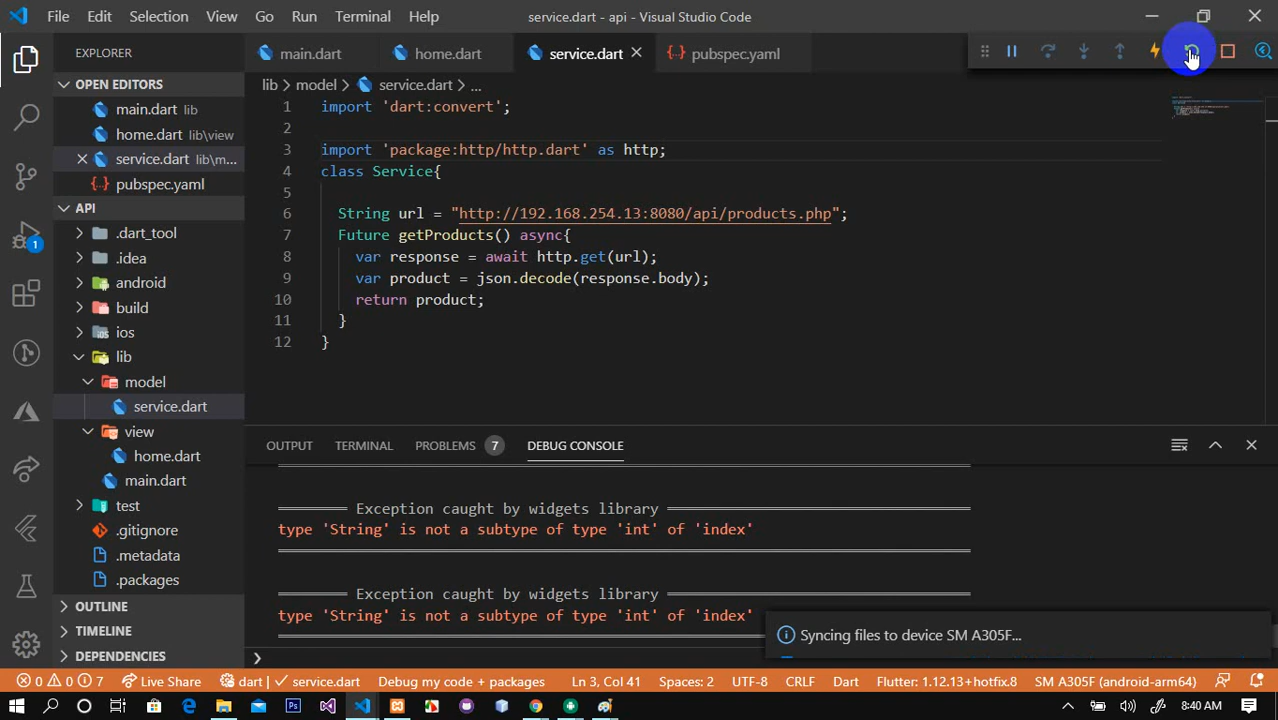 File Edit Selection View Go Run Terminal Help service.dart - api - Visual Studio Code
EXPLORER main.dart home.dart service.dart pubspec.yaml
OPEN EDITORS
main.dart lib
home.dart lib\view
service.dart lib\m...
pubspec.yaml
API
.dart_tool
.idea
android
build
ios
lib
model
service.dart
view
home.dart
main.dart
test
.gitignore
.metadata
.packages
OUTLINE
TIMELINE
DEPENDENCIES
1
lib > model > service.dart > ...
1 import 'dart:convert';
2
3 import 'package:http/http.dart' as http;
4 class Service{
5
6 String url = "http://192.168.254.13:8080/api/products.php";
7 Future getProducts() async{
8 var response = await http.get(url);
9 var product = json.decode(response.body);
10 return product;
11 }
12 }
OUTPUT TERMINAL PROBLEMS 7 DEBUG CONSOLE
════════ Exception caught by widgets library ════════
type 'String' is not a subtype of type 'int' of 'index'
════════ Exception caught by widgets library ════════
type 'String' is not a subtype of type 'int' of 'index'
Syncing files to device SM A305F...
0 0 7 Live Share dart | service.dart Debug my code + packages Ln 3, Col 41 Spaces: 2 UTF-8 CRLF Dart Flutter: 1.12.13+hotfix.8 SM A305F (android-arm64)
8:40 AM